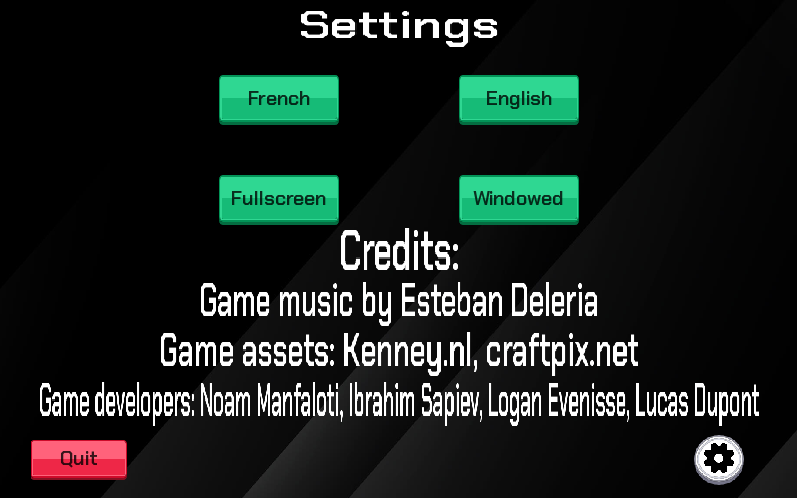 Settings
French English
Fullscreen Windowed
Credits:
Game music by Esteban Deleria
Game assets: Kenney.nl, craftpix.net
Game developers: Noam Manfaloti, Ibrahim Sapiev, Logan Evenisse, Lucas Dupont
Quit